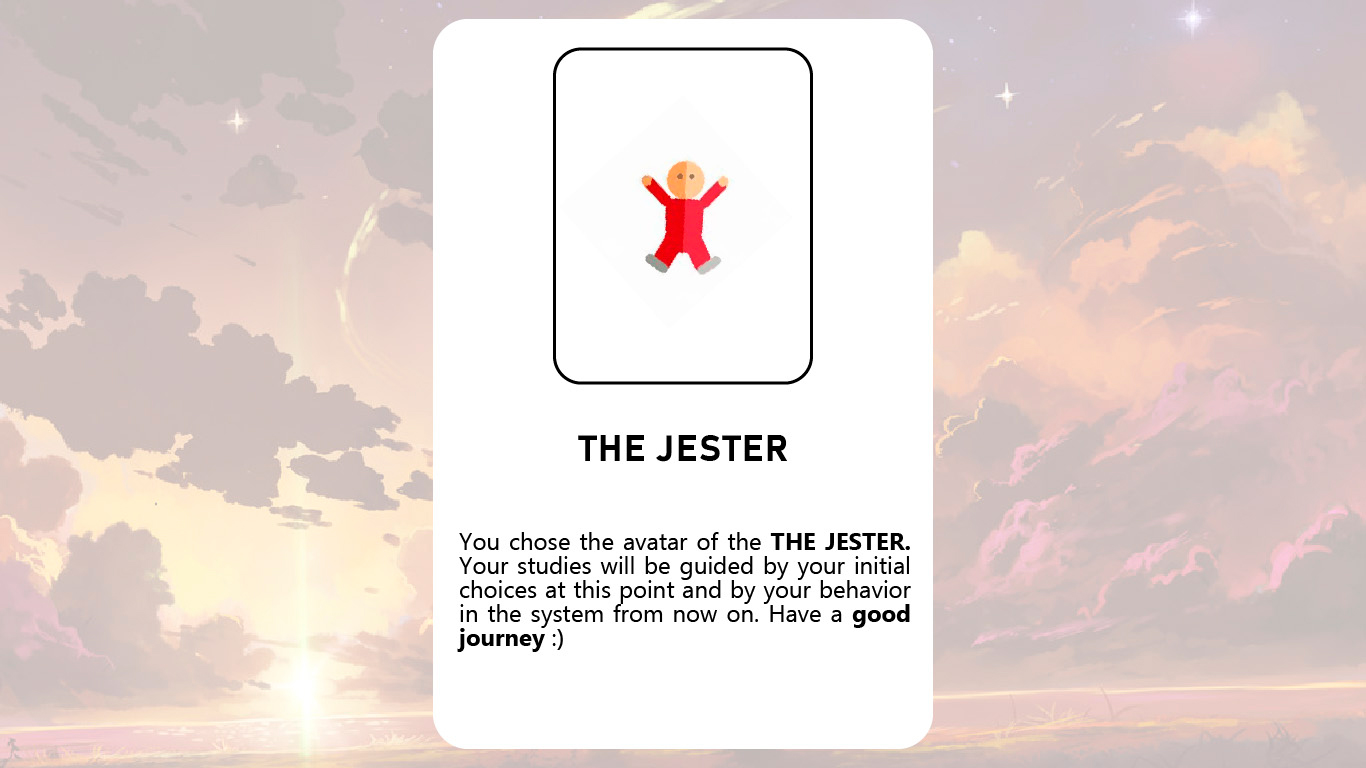 THE JESTER
You chose the avatar of the THE JESTER.
Your studies will be guided by your initial
choices at this point and by your behavior
in the system from now on. Have a good
journey :)